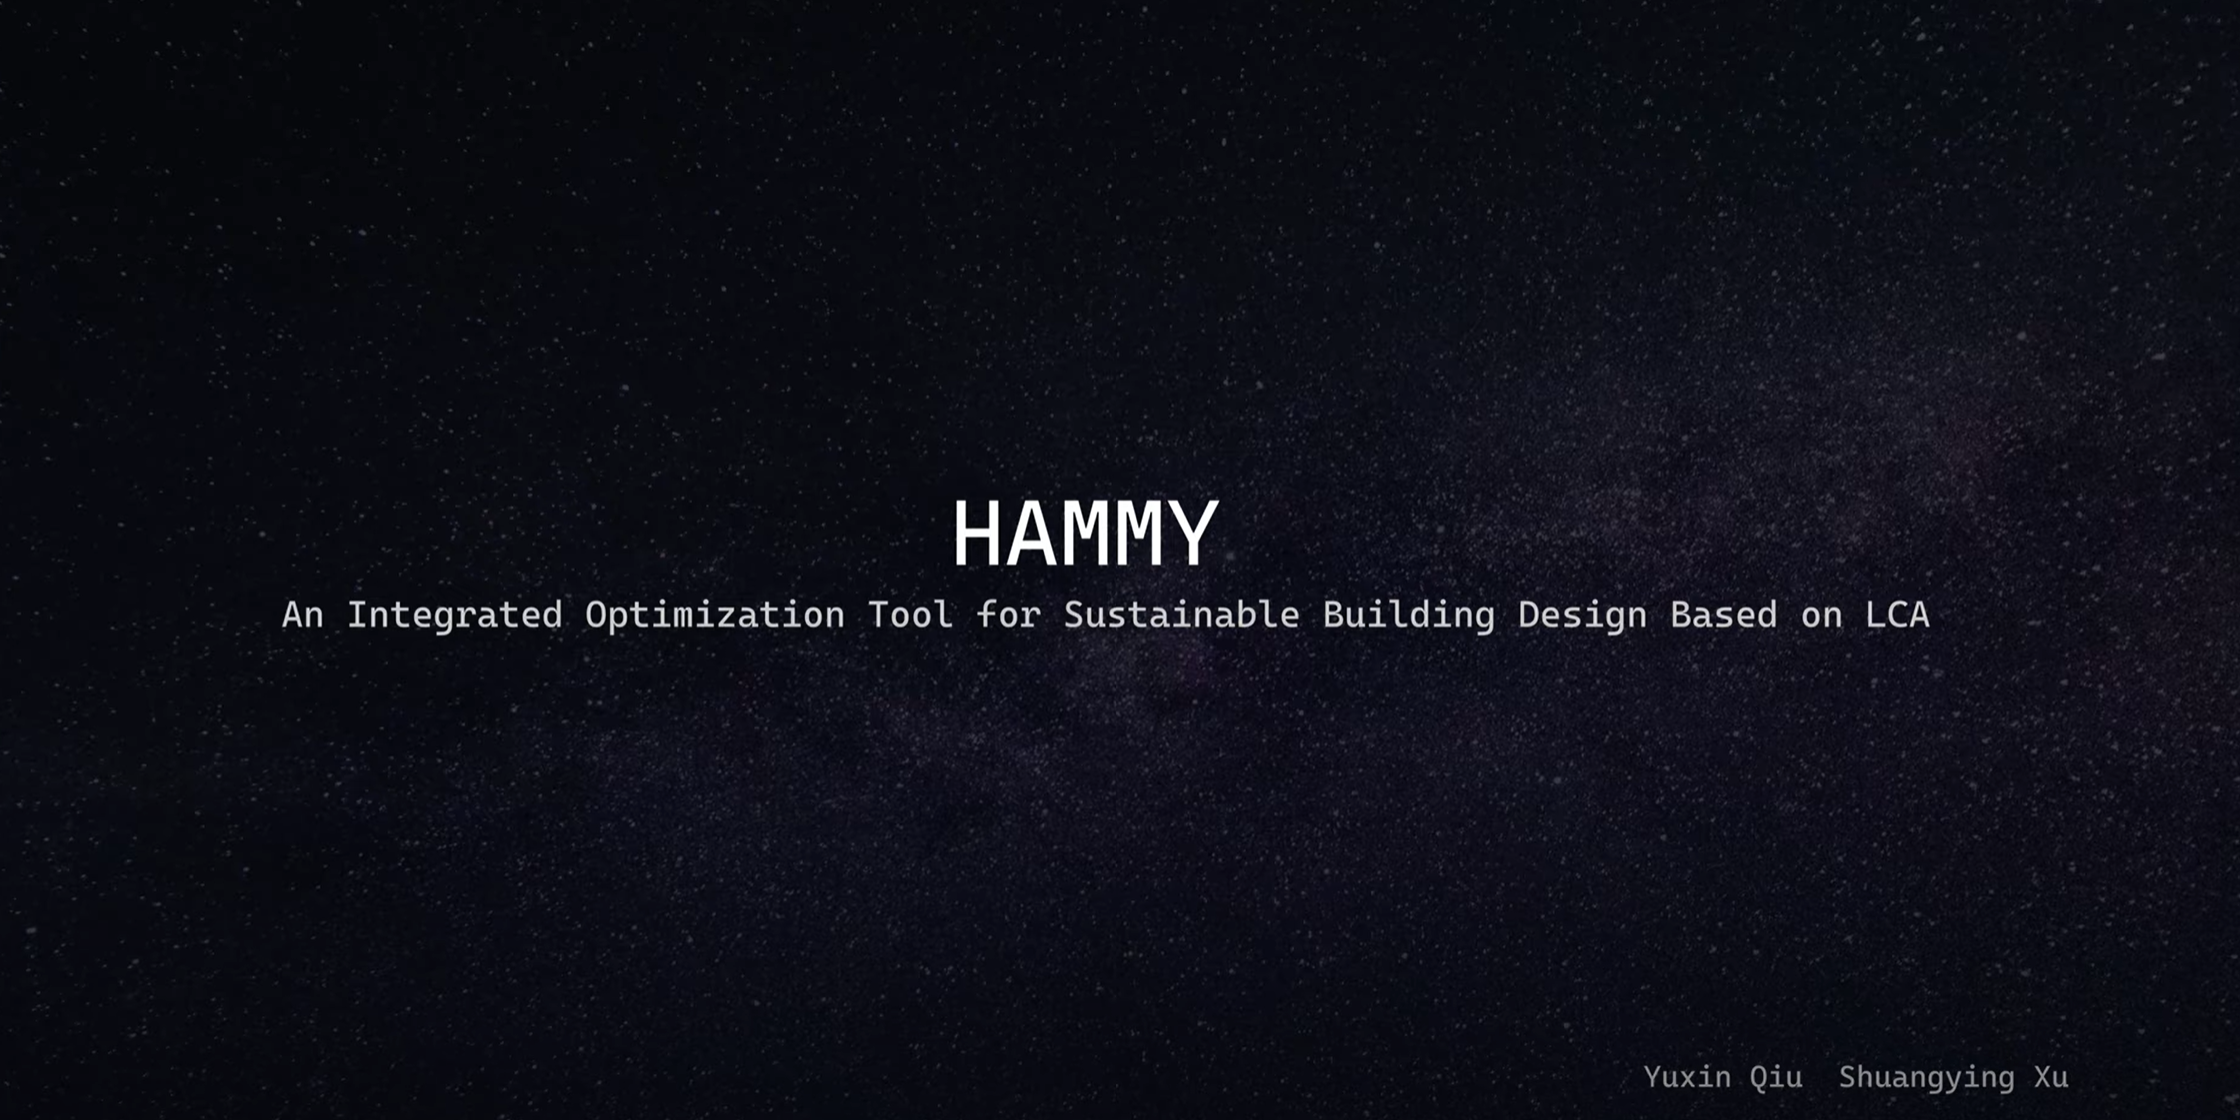 HAMMY
An Integrated Optimization Tool for Sustainable Building Design Based on LCA
Yuxin Qiu  Shuangying Xu